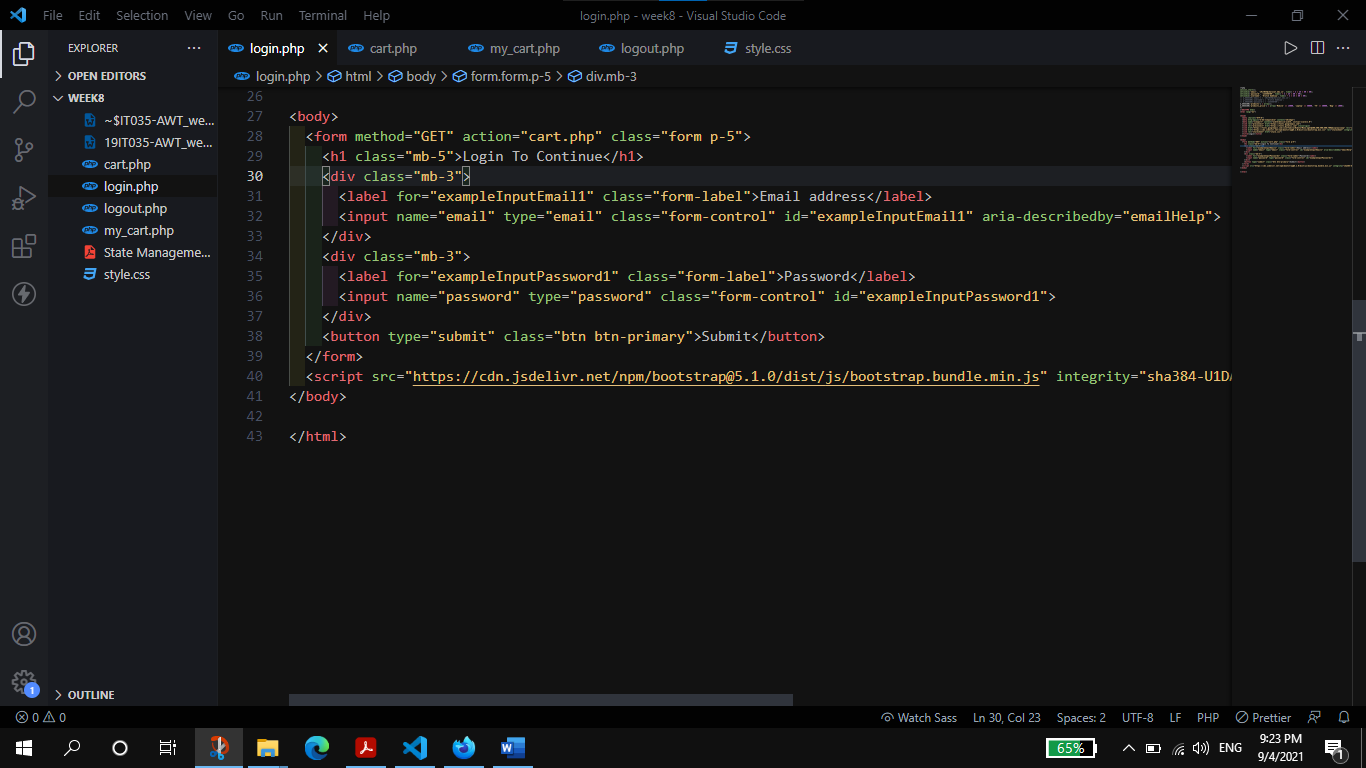 File Edit Selection View Go Run Terminal Help login.php - week8 - Visual Studio Code
EXPLORER
login.php
cart.php
my_cart.php
logout.php
style.css
login.php > html > body > form.form.p-5 > div.mb-3
OPEN EDITORS
WEEK8
~$IT035-AWT_we...
19IT035-AWT_we...
cart.php
login.php
logout.php
my_cart.php
State Manageme...
style.css
OUTLINE
26
27 <body>
28 <form method="GET" action="cart.php" class="form p-5">
29 <h1 class="mb-5">Login To Continue</h1>
30 <div class="mb-3">
31 <label for="exampleInputEmail1" class="form-label">Email address</label>
32 <input name="email" type="email" class="form-control" id="exampleInputEmail1" aria-describedby="emailHelp">
33 </div>
34 <div class="mb-3">
35 <label for="exampleInputPassword1" class="form-label">Password</label>
36 <input name="password" type="password" class="form-control" id="exampleInputPassword1">
37 </div>
38 <button type="submit" class="btn btn-primary">Submit</button>
39 </form>
40 <script src="https://cdn.jsdelivr.net/npm/bootstrap@5.1.0/dist/js/bootstrap.bundle.min.js" integrity="sha384-U1D
41 </body>
42
43 </html>
1
0 0 Watch Sass Ln 30, Col 23 Spaces: 2 UTF-8 LF PHP Prettier
65% ENG
9:23 PM
9/4/2021
1